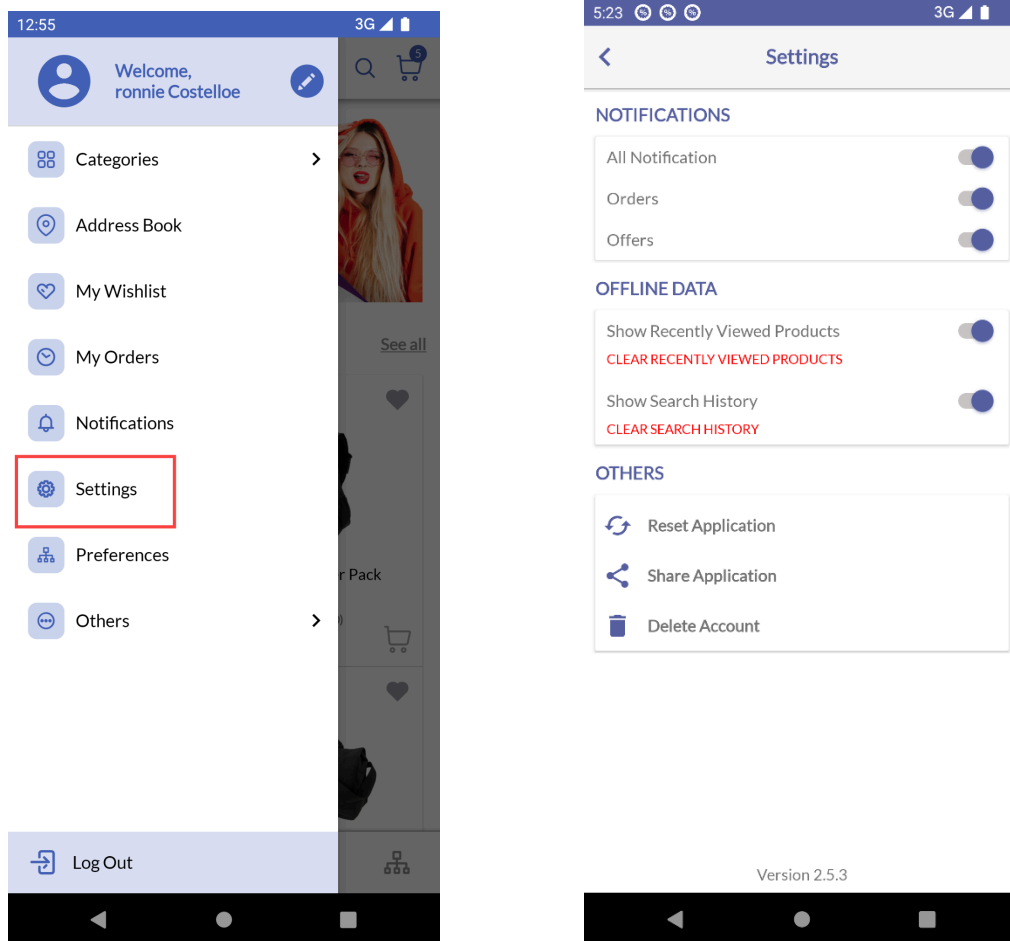 12:55
3G
Welcome,
ronnie Costelloe
5
Categories
Address Book
My Wishlist
My Orders
Notifications
Settings
Preferences
Others
Log Out
See all
r Pack
5:23
3G
Settings
NOTIFICATIONS
All Notification
Orders
Offers
OFFLINE DATA
Show Recently Viewed Products
CLEAR RECENTLY VIEWED PRODUCTS
Show Search History
CLEAR SEARCH HISTORY
OTHERS
Reset Application
Share Application
Delete Account
Version 2.5.3